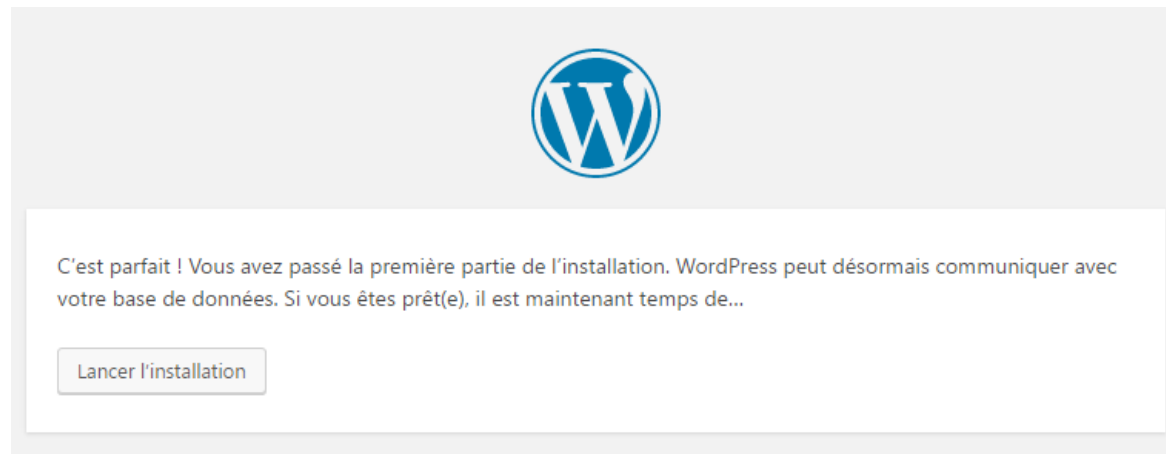 C'est parfait ! Vous avez passé la première partie de l'installation. WordPress peut désormais communiquer avec
votre base de données. Si vous êtes prêt(e), il est maintenant temps de…
Lancer l'installation